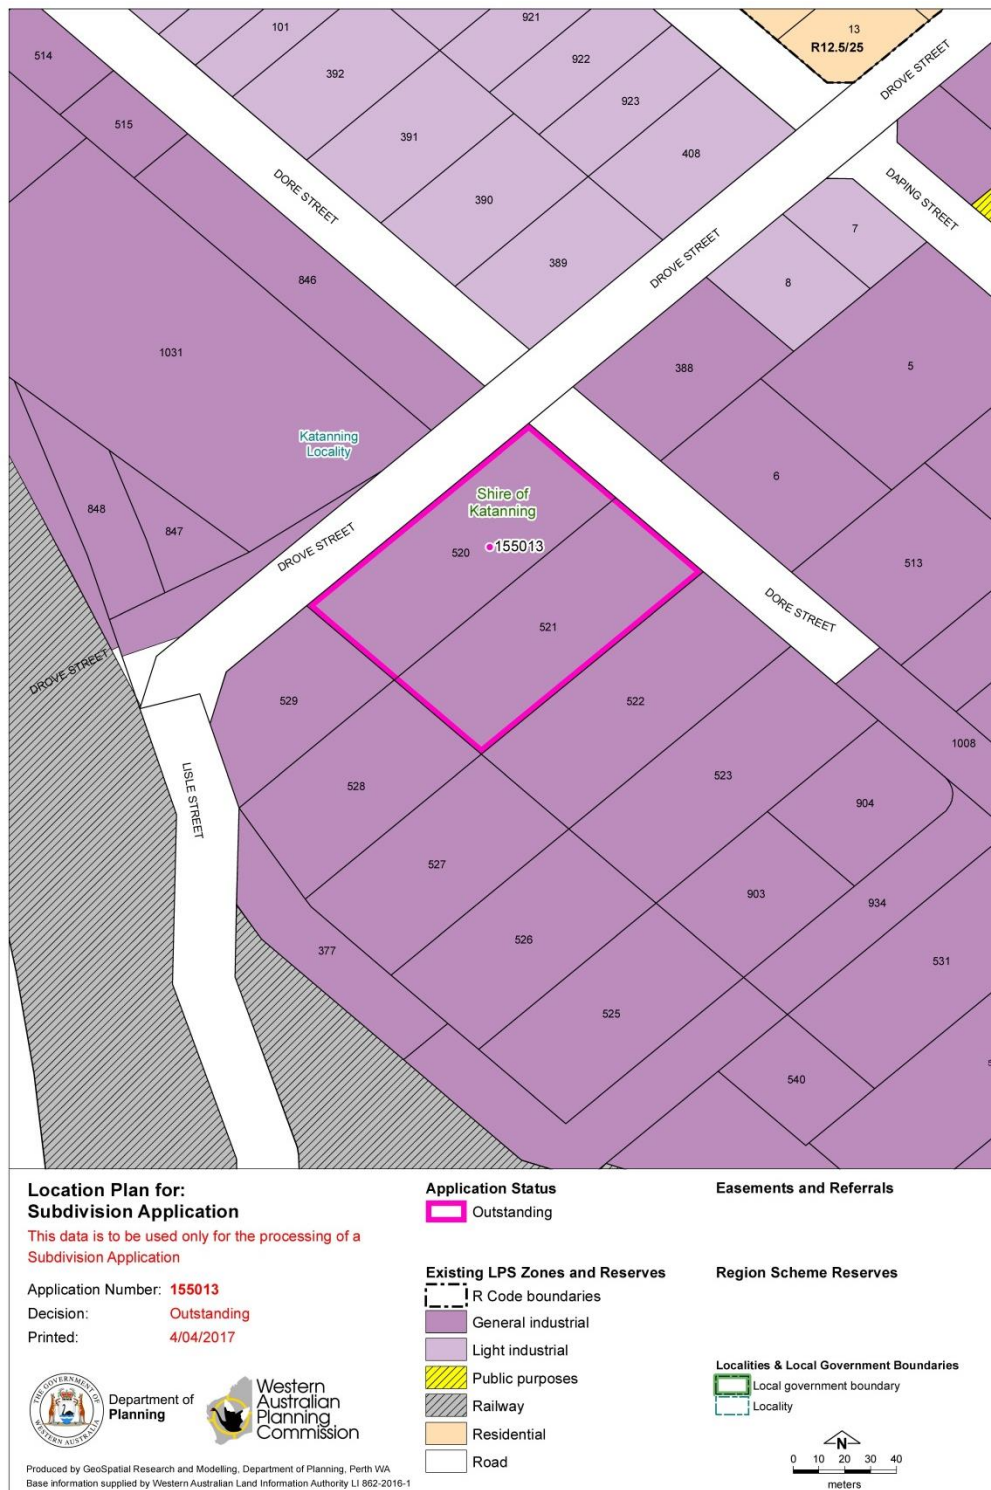 921
101
13
R12.5/25
514
922
392
DROVE STREET
923
515
391
408
DORE STREET
DAPING STREET
390
7
389
DROVE STREET
846
8
1031
388
5
Katanning
Locality
6
Shire of
Katanning
848
847
DROVE STREET
520
155013
513
DORE STREET
521
DROVE STREET
529
522
1008
LISLE STREET
528
523
904
527
903
934
377
526
531
525
540
Location Plan for:
Subdivision Application
This data is to be used only for the processing of a
Subdivision Application
Application Number: 155013
Decision: Outstanding
Printed: 4/04/2017
THE GOVERNMENT OF
WESTERN AUSTRALIA
Department of
Planning
Western
Australian
Planning
Commission
Produced by GeoSpatial Research and Modelling, Department of Planning, Perth WA
Base information supplied by Western Australian Land Information Authority LI 862-2016-1
Application Status
Outstanding
Existing LPS Zones and Reserves
R Code boundaries
General industrial
Light industrial
Public purposes
Railway
Residential
Road
Easements and Referrals
Region Scheme Reserves
Localities & Local Government Boundaries
Local government boundary
Locality
N
0 10 20 30 40
meters